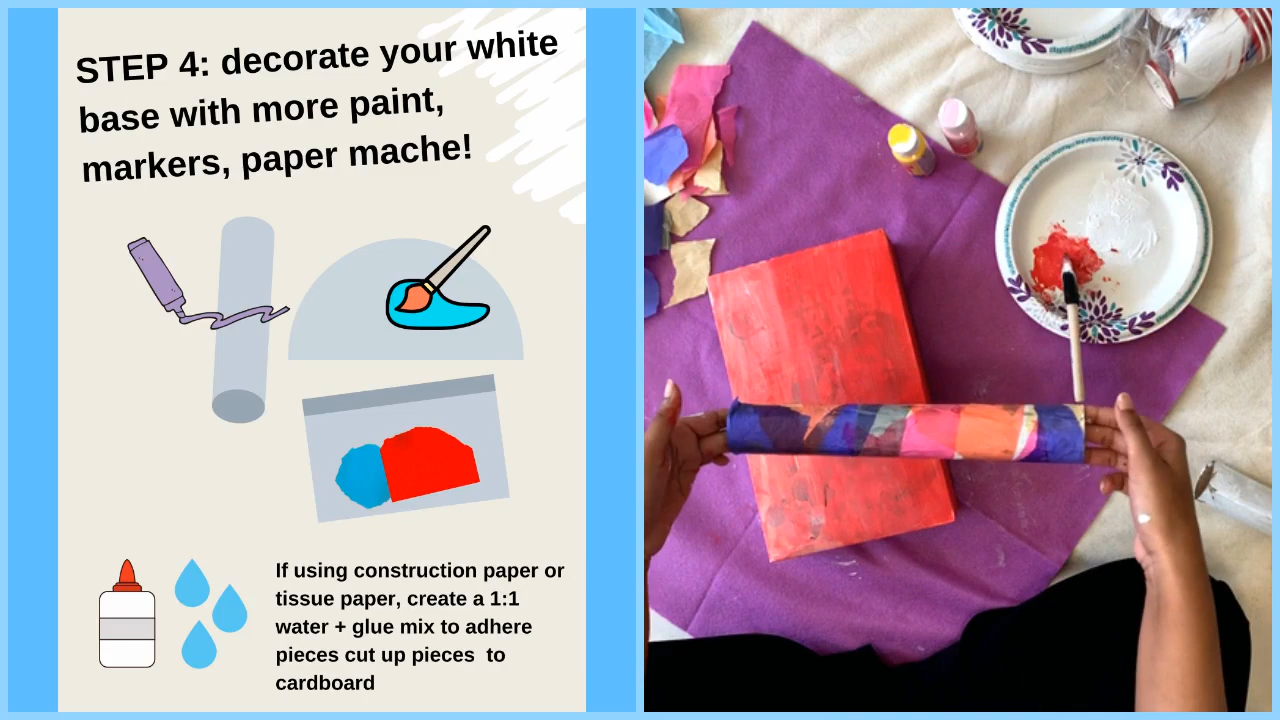 STEP 4: decorate your white
base with more paint,
markers, paper mache!
If using construction paper or
tissue paper, create a 1:1
water + glue mix to adhere
pieces cut up pieces  to
cardboard